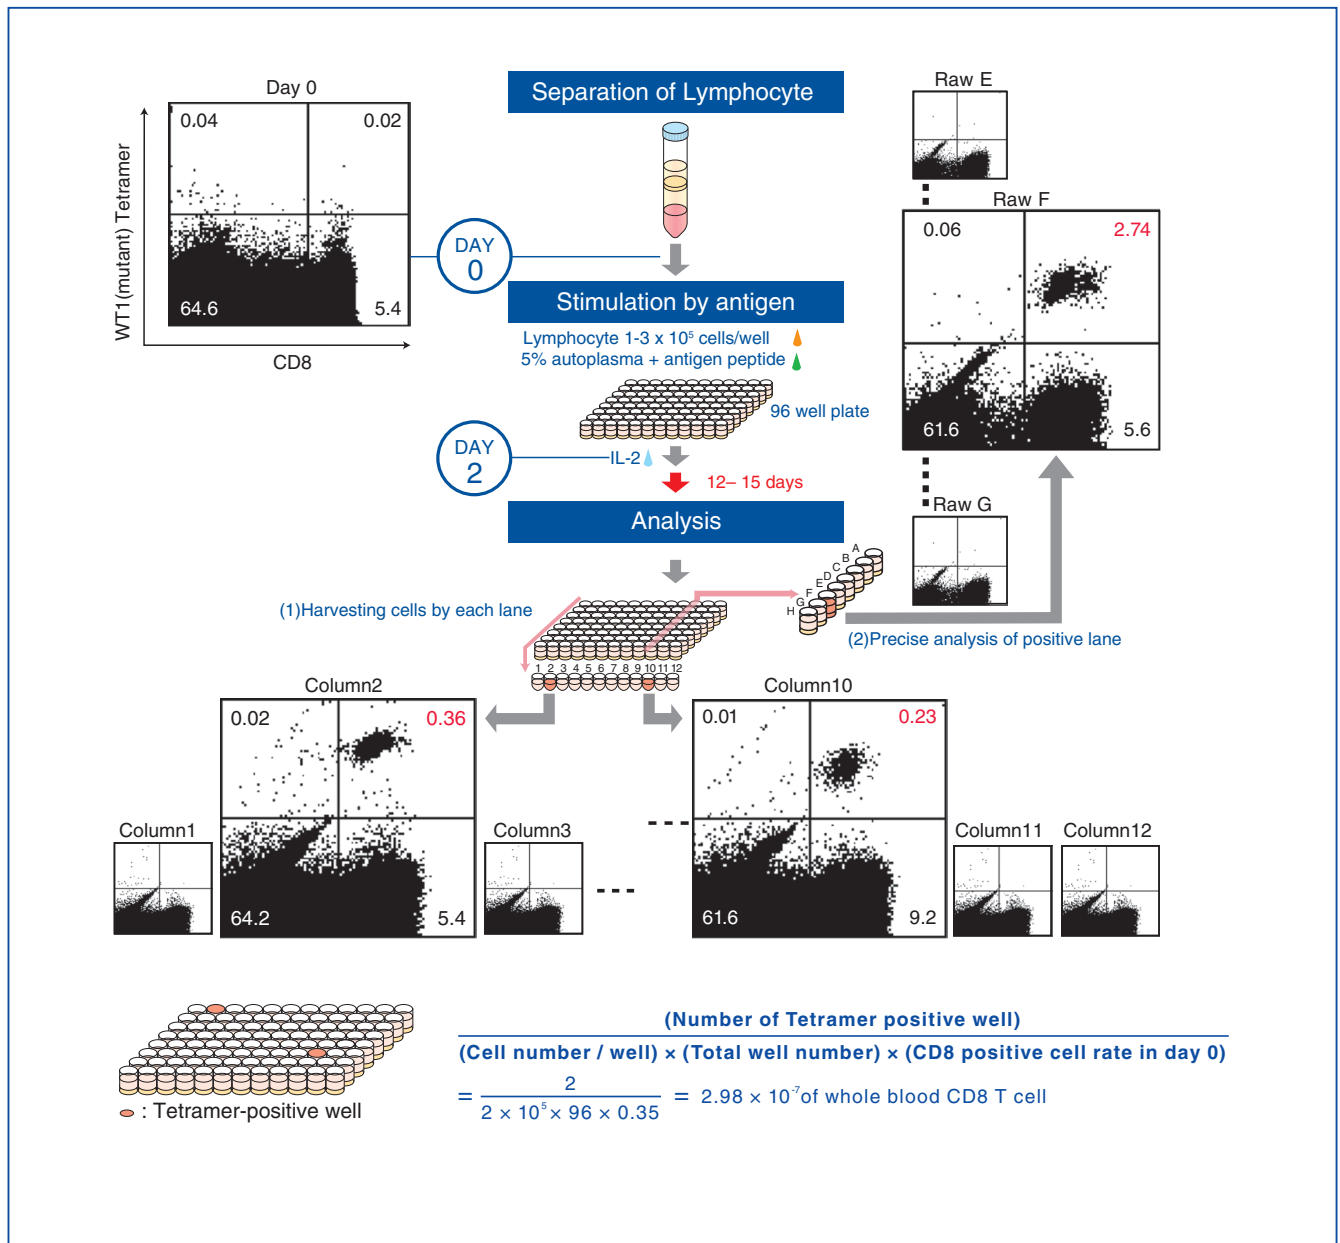 Day 0
0.04
0.02
64.6
5.4
WT1(mutant) Tetramer
CD8
Separation of Lymphocyte
DAY
0
Stimulation by antigen
Lymphocyte 1-3 x 10⁵ cells/well
5% autoplasma + antigen peptide
96 well plate
DAY
2
IL-2
12– 15 days
Analysis
Raw E
Raw F
0.06
2.74
61.6
5.6
Raw G
A
B
C
D
E
F
G
H
(1)Harvesting cells by each lane
(2)Precise analysis of positive lane
1 2 3 4 5 6 7 8 9 10 11 12
Column2
0.02
0.36
64.2
5.4
Column10
0.01
0.23
61.6
9.2
Column1
Column3
Column11
Column12
: Tetramer-positive well
(Number of Tetramer positive well)
(Cell number / well) × (Total well number) × (CD8 positive cell rate in day 0)
2
= = 2.98 × 10⁻⁷ of whole blood CD8 T cell
2 × 10⁵ × 96 × 0.35